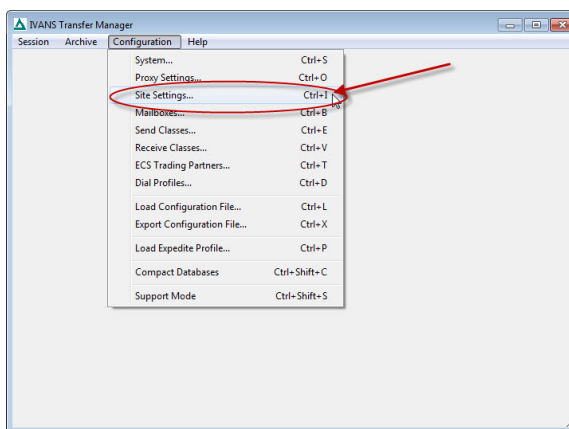 IVANS Transfer Manager
Session Archive Configuration Help
System... Ctrl+S
Proxy Settings... Ctrl+O
Site Settings... Ctrl+I
Mailboxes... Ctrl+B
Send Classes... Ctrl+E
Receive Classes... Ctrl+V
ECS Trading Partners... Ctrl+T
Dial Profiles... Ctrl+D
Load Configuration File... Ctrl+L
Export Configuration File... Ctrl+X
Load Expedite Profile... Ctrl+P
Compact Databases Ctrl+Shift+C
Support Mode Ctrl+Shift+S